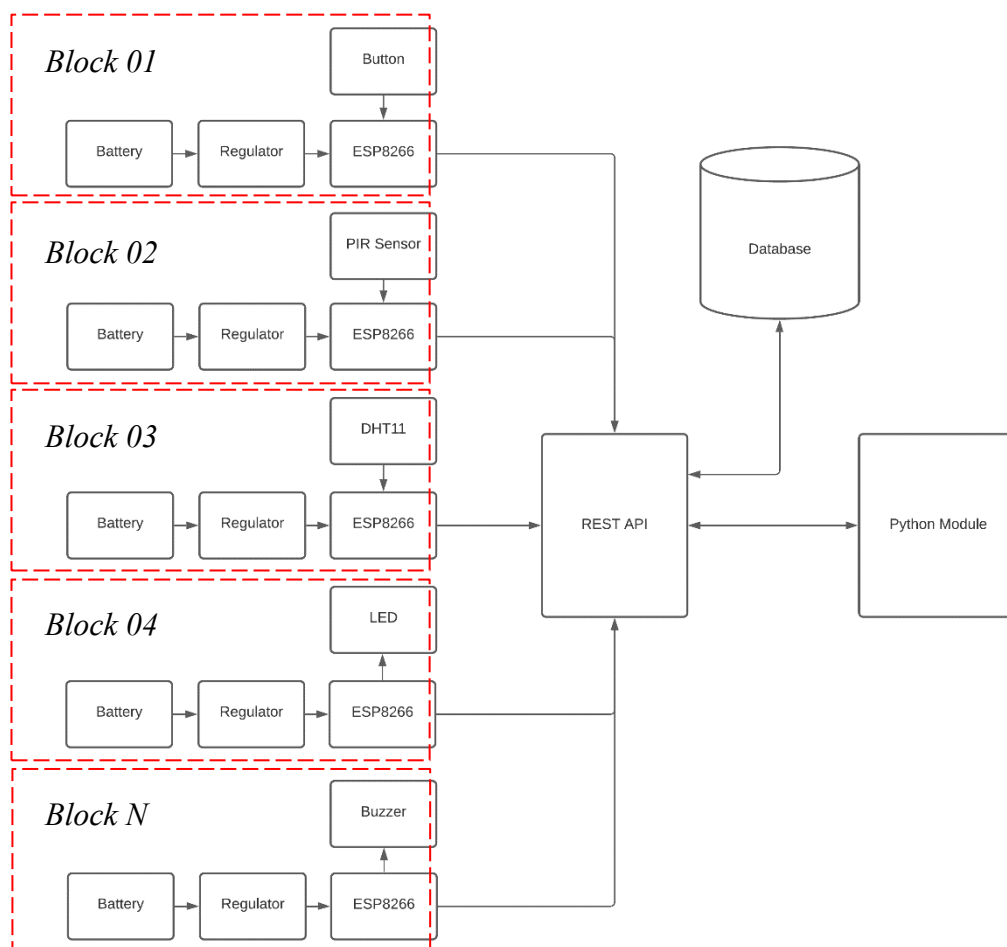 Block 01
Button
Battery
Regulator
ESP8266
Block 02
PIR Sensor
Battery
Regulator
ESP8266
Block 03
DHT11
Battery
Regulator
ESP8266
Block 04
LED
Battery
Regulator
ESP8266
Block N
Buzzer
Battery
Regulator
ESP8266
Database
REST API
Python Module